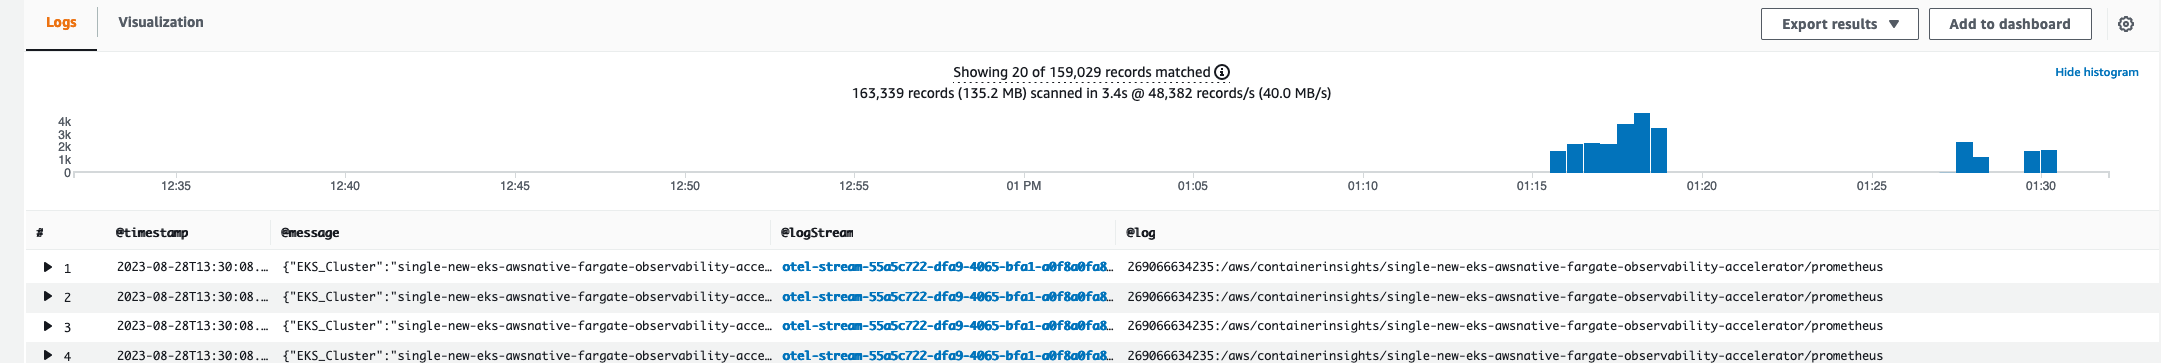 Logs Visualization Export results ▼ Add to dashboard
Showing 20 of 159,029 records matched
Hide histogram
163,339 records (135.2 MB) scanned in 3.4s @ 48,382 records/s (40.0 MB/s)
4k
3k
2k
1k
0
12:35 12:40 12:45 12:50 12:55 01 PM 01:05 01:10 01:15 01:20 01:25 01:30
# @timestamp @message @logStream @log
1 2023-08-28T13:30:08.… {"EKS_Cluster":"single-new-eks-awsnative-fargate-observability-acce… otel-stream-55a5c722-dfa9-4065-bfa1-a0f8a0fa8… 269066634235:/aws/containerinsights/single-new-eks-awsnative-fargate-observability-accelerator/prometheus
2 2023-08-28T13:30:08.… {"EKS_Cluster":"single-new-eks-awsnative-fargate-observability-acce… otel-stream-55a5c722-dfa9-4065-bfa1-a0f8a0fa8… 269066634235:/aws/containerinsights/single-new-eks-awsnative-fargate-observability-accelerator/prometheus
3 2023-08-28T13:30:08.… {"EKS_Cluster":"single-new-eks-awsnative-fargate-observability-acce… otel-stream-55a5c722-dfa9-4065-bfa1-a0f8a0fa8… 269066634235:/aws/containerinsights/single-new-eks-awsnative-fargate-observability-accelerator/prometheus
4 2023-08-28T13:30:08.… {"EKS_Cluster":"single-new-eks-awsnative-fargate-observability-acce… otel-stream-55a5c722-dfa9-4065-bfa1-a0f8a0fa8… 269066634235:/aws/containerinsights/single-new-eks-awsnative-fargate-observability-accelerator/prometheus